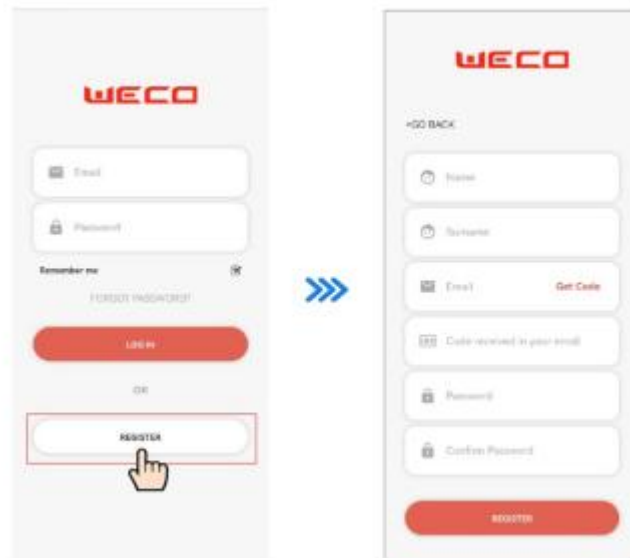 WECO
Email
Password
Remember me
FORGOT PASSWORD?
LOG IN
OR
REGISTER
WECO
<GO BACK
Name
Surname
Email Get Code
Code received in your email
Password
Confirm Password
REGISTER